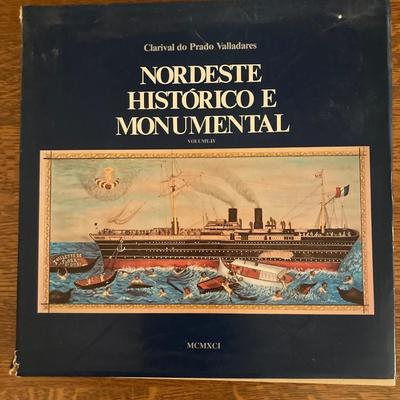 Clarival do Prado Valladares
NORDESTE
HISTÓRICO E
MONUMENTAL
VOLUME IV
MCMXCI